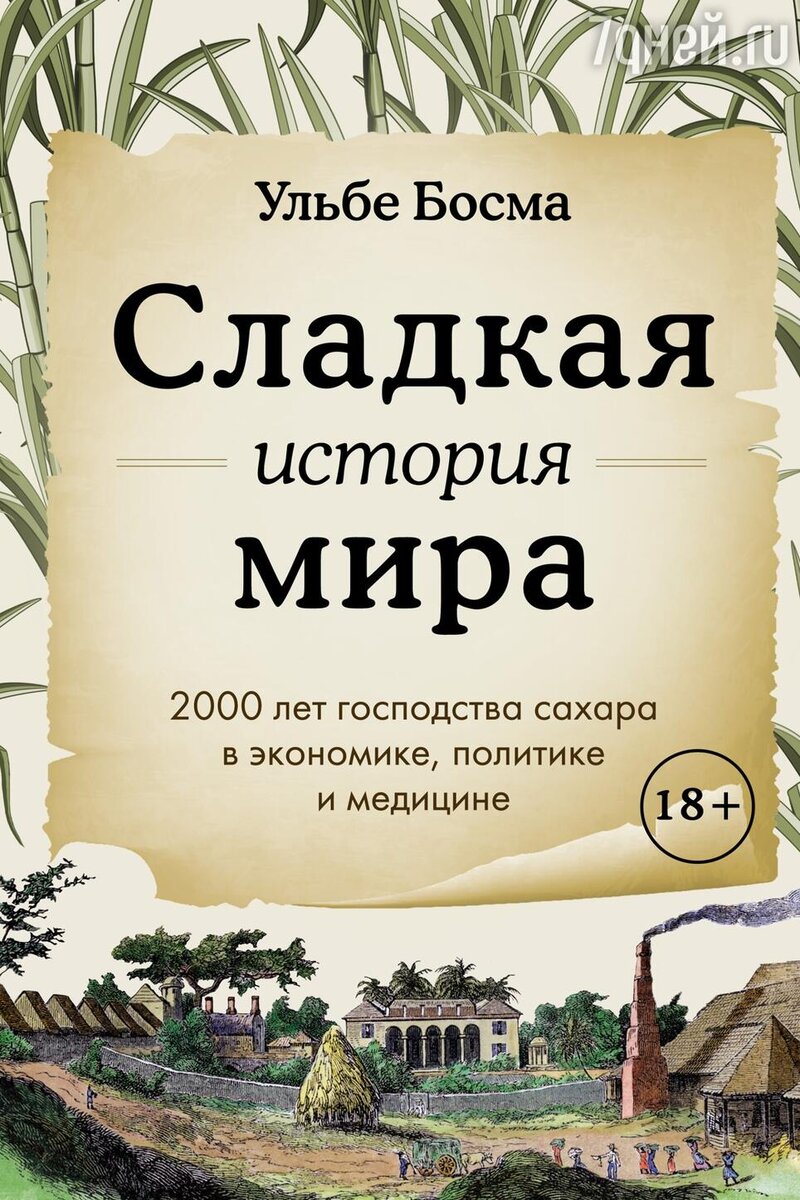 7дней.ru
Ульбе Босма
Сладкая
история
мира
2000 лет господства сахара
в экономике, политике
и медицине
18+